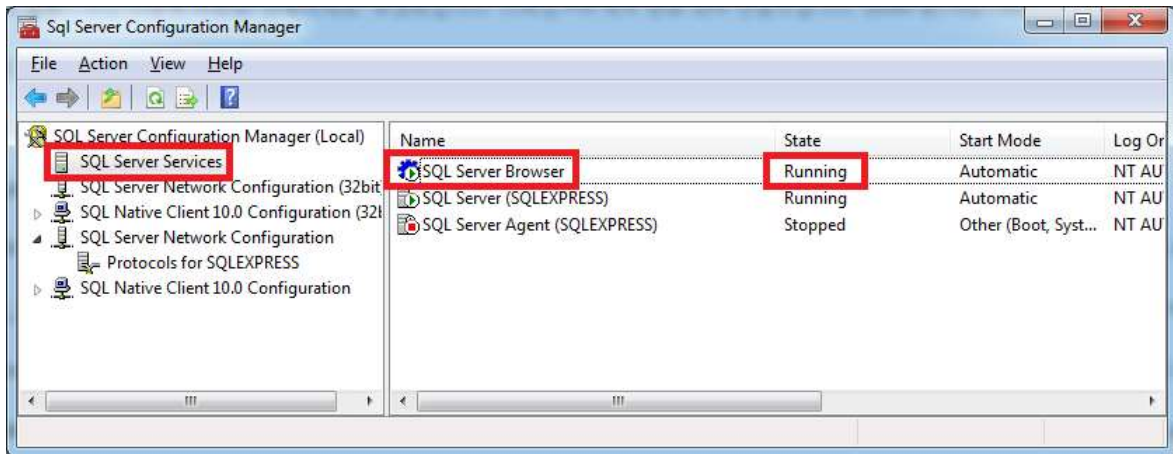 Sql Server Configuration Manager
File Action View Help
SQL Server Configuration Manager (Local)
SQL Server Services
SQL Server Network Configuration (32bit
SQL Native Client 10.0 Configuration (32b
SQL Server Network Configuration
Protocols for SQLEXPRESS
SQL Native Client 10.0 Configuration
Name State Start Mode Log On
SQL Server Browser Running Automatic NT AU
SQL Server (SQLEXPRESS) Running Automatic NT AU
SQL Server Agent (SQLEXPRESS) Stopped Other (Boot, Syst... NT AU